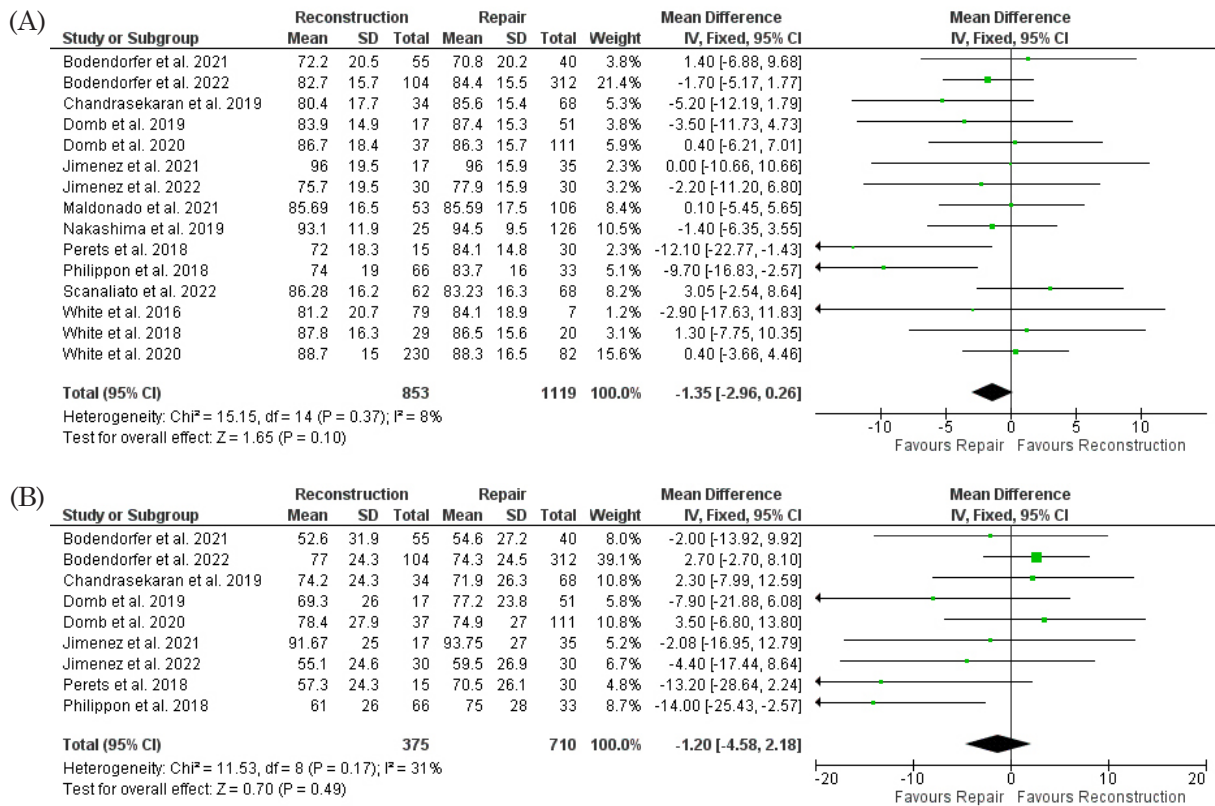 (A)
Reconstruction Repair Mean Difference Mean Difference
Study or Subgroup Mean SD Total Mean SD Total Weight IV, Fixed, 95% CI IV, Fixed, 95% CI
Bodendorfer et al. 2021 72.2 20.5 55 70.8 20.2 40 3.8% 1.40 [-6.88, 9.68]
Bodendorfer et al. 2022 82.7 15.7 104 84.4 15.5 312 21.4% -1.70 [-5.17, 1.77]
Chandrasekaran et al. 2019 80.4 17.7 34 85.6 15.4 68 5.3% -5.20 [-12.19, 1.79]
Domb et al. 2019 83.9 14.9 17 87.4 15.3 51 3.8% -3.50 [-11.73, 4.73]
Domb et al. 2020 86.7 18.4 37 86.3 15.7 111 5.9% 0.40 [-6.21, 7.01]
Jimenez et al. 2021 96 19.5 17 96 15.9 35 2.3% 0.00 [-10.66, 10.66]
Jimenez et al. 2022 75.7 19.5 30 77.9 15.9 30 3.2% -2.20 [-11.20, 6.80]
Maldonado et al. 2021 85.69 16.5 53 85.59 17.5 106 8.4% 0.10 [-5.45, 5.65]
Nakashima et al. 2019 93.1 11.9 25 94.5 9.5 126 10.5% -1.40 [-6.35, 3.55]
Perets et al. 2018 72 18.3 15 84.1 14.8 30 2.3% -12.10 [-22.77, -1.43]
Philippon et al. 2018 74 19 66 83.7 16 33 5.1% -9.70 [-16.83, -2.57]
Scanaliato et al. 2022 86.28 16.2 62 83.23 16.3 68 8.2% 3.05 [-2.54, 8.64]
White et al. 2016 81.2 20.7 79 84.1 18.9 7 1.2% -2.90 [-17.63, 11.83]
White et al. 2018 87.8 16.3 29 86.5 15.6 20 3.1% 1.30 [-7.75, 10.35]
White et al. 2020 88.7 15 230 88.3 16.5 82 15.6% 0.40 [-3.66, 4.46]
Total (95% CI) 853 1119 100.0% -1.35 [-2.96, 0.26]
Heterogeneity: Chi² = 15.15, df = 14 (P = 0.37); I² = 8%
Test for overall effect: Z = 1.65 (P = 0.10)
-10 -5 0 5 10
Favours Repair Favours Reconstruction
(B)
Reconstruction Repair Mean Difference Mean Difference
Study or Subgroup Mean SD Total Mean SD Total Weight IV, Fixed, 95% CI IV, Fixed, 95% CI
Bodendorfer et al. 2021 52.6 31.9 55 54.6 27.2 40 8.0% -2.00 [-13.92, 9.92]
Bodendorfer et al. 2022 77 24.3 104 74.3 24.5 312 39.1% 2.70 [-2.70, 8.10]
Chandrasekaran et al. 2019 74.2 24.3 34 71.9 26.3 68 10.8% 2.30 [-7.99, 12.59]
Domb et al. 2019 69.3 26 17 77.2 23.8 51 5.8% -7.90 [-21.88, 6.08]
Domb et al. 2020 78.4 27.9 37 74.9 27 111 10.8% 3.50 [-6.80, 13.80]
Jimenez et al. 2021 91.67 25 17 93.75 27 35 5.2% -2.08 [-16.95, 12.79]
Jimenez et al. 2022 55.1 24.6 30 59.5 26.9 30 6.7% -4.40 [-17.44, 8.64]
Perets et al. 2018 57.3 24.3 15 70.5 26.1 30 4.8% -13.20 [-28.64, 2.24]
Philippon et al. 2018 61 26 66 75 28 33 8.7% -14.00 [-25.43, -2.57]
Total (95% CI) 375 710 100.0% -1.20 [-4.58, 2.18]
Heterogeneity: Chi² = 11.53, df = 8 (P = 0.17); I² = 31%
Test for overall effect: Z = 0.70 (P = 0.49)
-20 -10 0 10 20
Favours Repair Favours Reconstruction